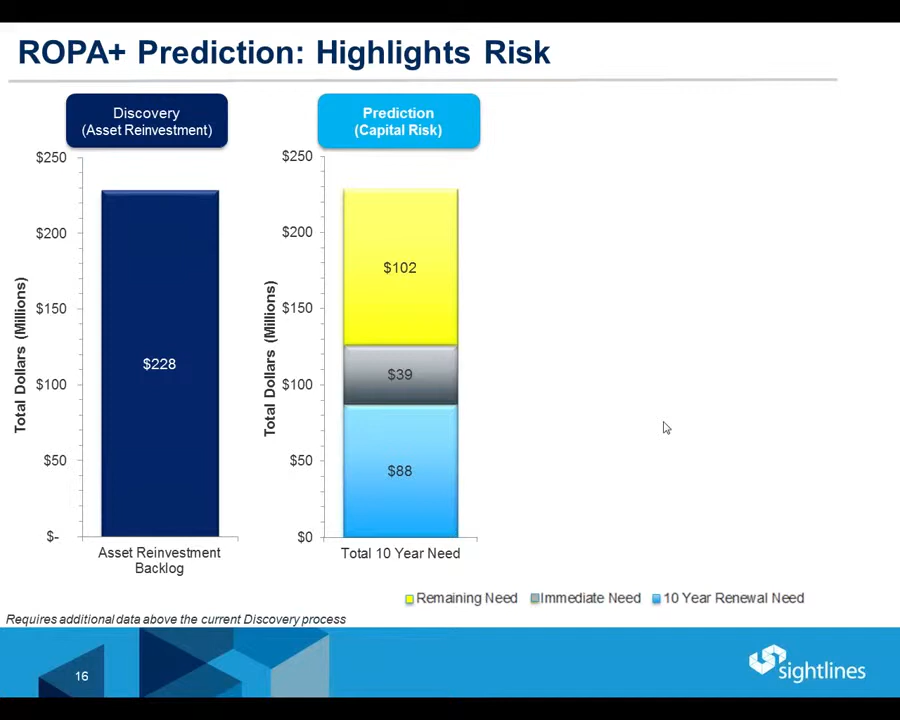 ROPA+ Prediction: Highlights Risk
Discovery
(Asset Reinvestment)
Prediction
(Capital Risk)
Total Dollars (Millions)
$250
$200
$150
$100
$50
$-
$228
Asset Reinvestment
Backlog
Total Dollars (Millions)
$250
$200
$150
$100
$50
$0
$102
$39
$88
Total 10 Year Need
Remaining Need
Immediate Need
10 Year Renewal Need
Requires additional data above the current Discovery process
16
sightlines